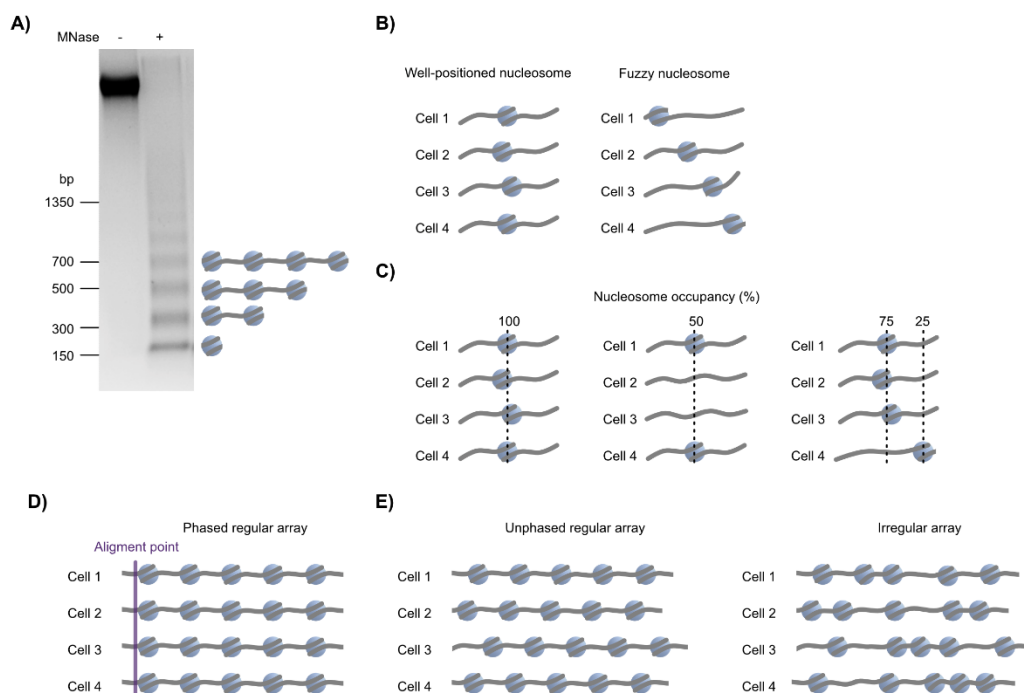 A)
MNase - +
bp
1350
700
500
300
150
B)
Well-positioned nucleosome
Cell 1
Cell 2
Cell 3
Cell 4
Fuzzy nucleosome
Cell 1
Cell 2
Cell 3
Cell 4
C)
Nucleosome occupancy (%)
100
Cell 1
Cell 2
Cell 3
Cell 4
50
Cell 1
Cell 2
Cell 3
Cell 4
75 25
Cell 1
Cell 2
Cell 3
Cell 4
D)
Phased regular array
Aligment point
Cell 1
Cell 2
Cell 3
Cell 4
E)
Unphased regular array
Cell 1
Cell 2
Cell 3
Cell 4
Irregular array
Cell 1
Cell 2
Cell 3
Cell 4